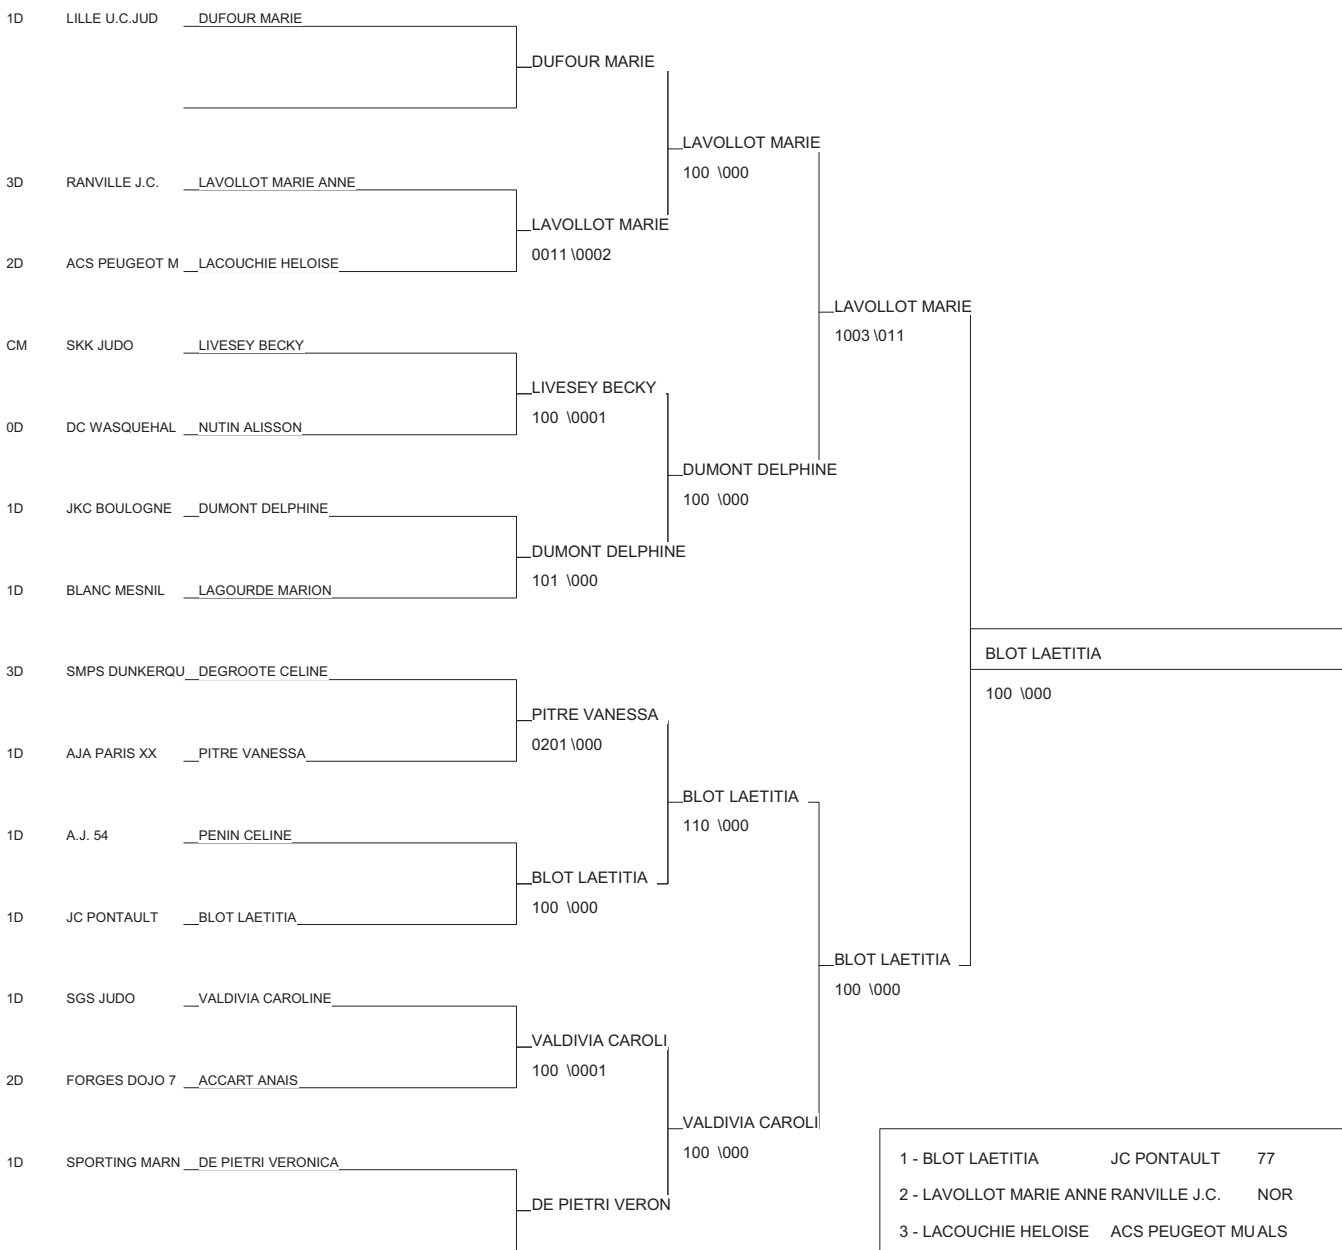 1D LILLE U.C.JUD DUFOUR MARIE
DUFOUR MARIE
LAVOLLOT MARIE
100 \000
3D RANVILLE J.C. LAVOLLOT MARIE ANNE
LAVOLLOT MARIE
0011 \0002
2D ACS PEUGEOT M LACOUCHIE HELOISE
LAVOLLOT MARIE
1003 \011
CM SKK JUDO LIVESEY BECKY
LIVESEY BECKY
100 \0001
0D DC WASQUEHAL NUTIN ALISSON
DUMONT DELPHINE
100 \000
1D JKC BOULOGNE DUMONT DELPHINE
DUMONT DELPHINE
101 \000
1D BLANC MESNIL LAGOURDE MARION
BLOT LAETITIA
100 \000
3D SMPS DUNKERQU DEGROOTE CELINE
PITRE VANESSA
0201 \000
1D AJA PARIS XX PITRE VANESSA
BLOT LAETITIA
110 \000
1D A.J. 54 PENIN CELINE
BLOT LAETITIA
100 \000
1D JC PONTAULT BLOT LAETITIA
BLOT LAETITIA
100 \000
1D SGS JUDO VALDIVIA CAROLINE
VALDIVIA CAROLI
100 \0001
2D FORGES DOJO 7 ACCART ANAIS
VALDIVIA CAROLI
100 \000
1D SPORTING MARN DE PIETRI VERONICA
DE PIETRI VERON
1 - BLOT LAETITIA JC PONTAULT 77
2 - LAVOLLOT MARIE ANNE RANVILLE J.C. NOR
3 - LACOUCHIE HELOISE ACS PEUGEOT MU ALS